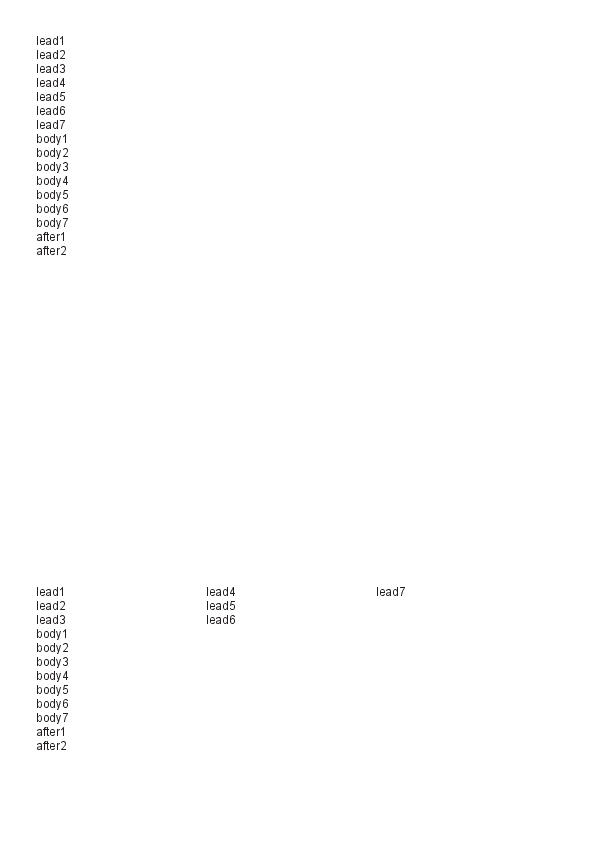 lead1
lead2
lead3
lead4
lead5
lead6
lead7
body1
body2
body3
body4
body5
body6
body7
after1
after2
lead1
lead2
lead3
lead4
lead5
lead6
lead7
body1
body2
body3
body4
body5
body6
body7
after1
after2